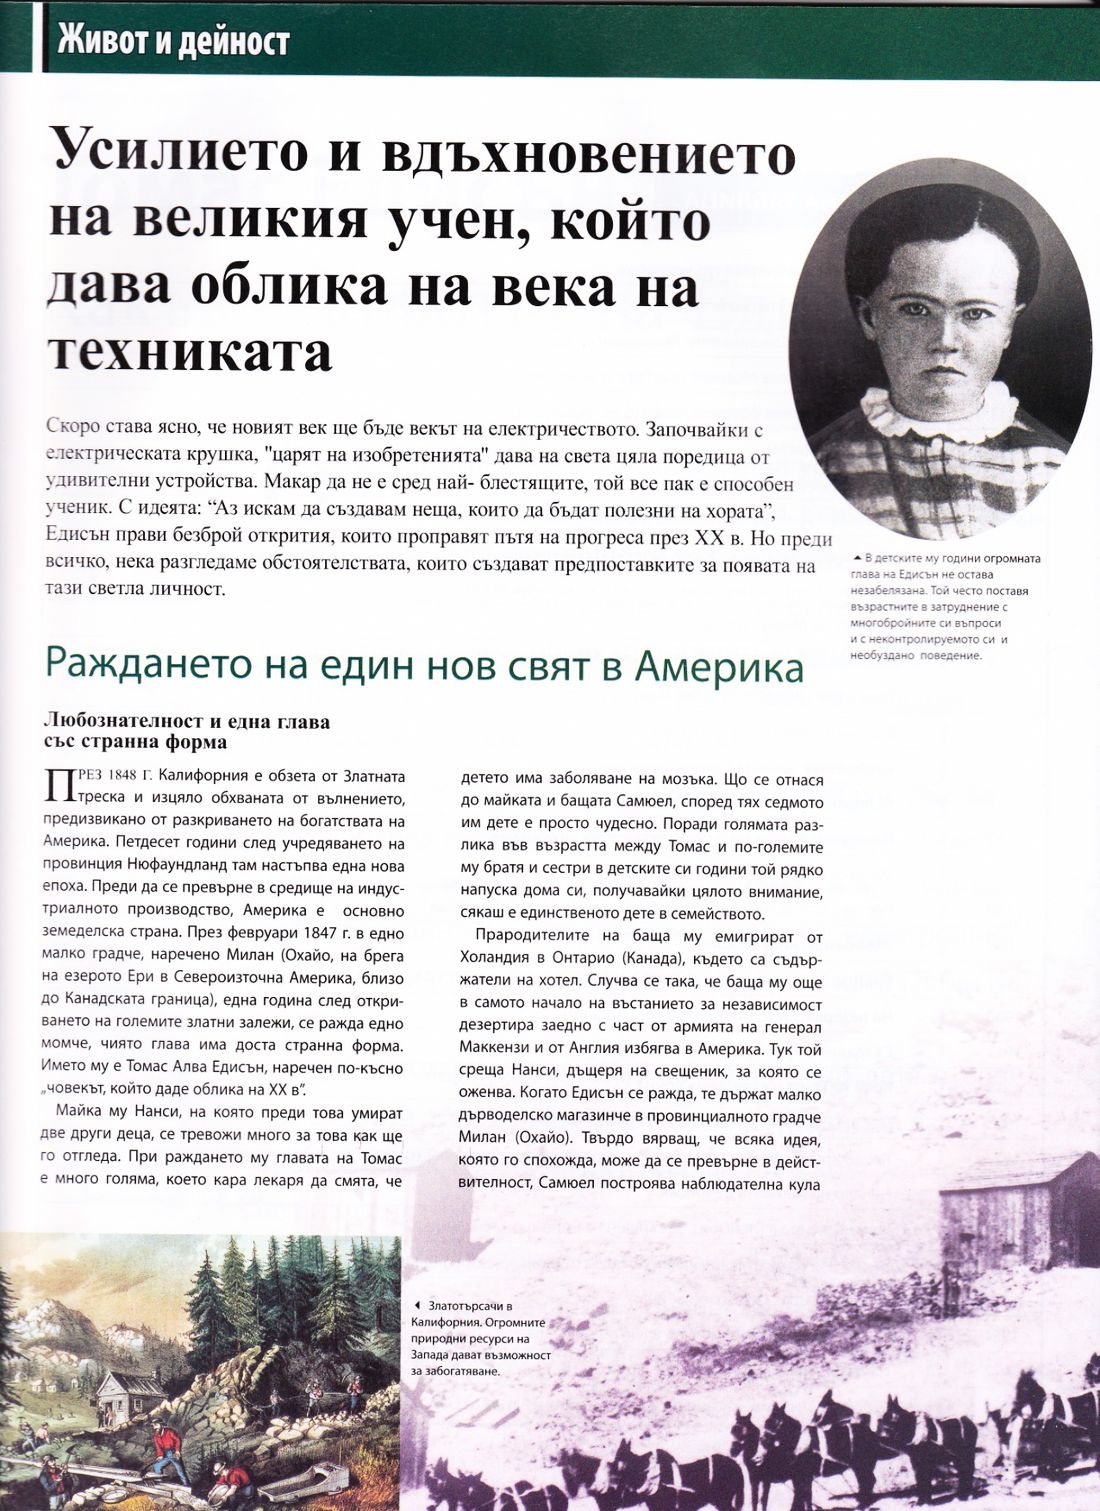 Живот и дейност
Усилието и вдъхновението
на великия учен, който
дава облика на века на
техниката
Скоро става ясно, че новият век ще бъде векът на електричеството. Започвайки с
електрическата крушка, "царят на изобретенията" дава на света цяла поредица от
удивителни устройства. Макар да не е сред най- блестящите, той все пак е способен
ученик. С идеята: “Аз искам да създавам неща, които да бъдат полезни на хората”,
Едисън прави безброй открития, които проправят пътя на прогреса през XX в. Но преди
всичко, нека разгледаме обстоятелствата, които създават предпоставките за появата на
тази светла личност.
В детските му години огромната
глава на Едисън не остава
незабелязана. Той често поставя
възрастните в затруднение с
многобройните си въпроси
и с неконтролируемото си и
необуздано поведение.
Раждането на един нов свят в Америка
Любознателност и една глава
със странна форма
ПРЕЗ 1848 Г. Калифорния е обзета от Златната
треска и изцяло обхваната от вълнението,
предизвикано от разкриването на богатствата на
Америка. Петдесет години след учредяването на
провинция Нюфаундланд там настъпва една нова
епоха. Преди да се превърне в средище на индус-
триалното производство, Америка е основно
земеделска страна. През февруари 1847 г. в едно
малко градче, наречено Милан (Охайо, на брега
на езерото Ери в Североизточна Америка, близо
до Канадската граница), една година след откри-
ването на големите златни залежи, се ражда едно
момче, чиято глава има доста странна форма.
Името му е Томас Алва Едисън, наречен по-късно
„човекът, който даде облика на XX в”.
Майка му Нанси, на която преди това умират
две други деца, се тревожи много за това как ще
го отгледа. При раждането му главата на Томас
е много голяма, което кара лекаря да смята, че
детето има заболяване на мозъка. Що се отнася
до майката и бащата Самюел, според тях седмото
им дете е просто чудесно. Поради голямата раз-
лика във възрастта между Томас и по-големите
му братя и сестри в детските си години той рядко
напуска дома си, получавайки цялото внимание,
сякаш е единственото дете в семейството.
Прародителите на баща му емигрират от
Холандия в Онтарио (Канада), където са съдър-
жатели на хотел. Случва се така, че баща му още
в самото начало на въстанието за независимост
дезертира заедно с част от армията на генерал
Маккензи и от Англия избягва в Америка. Тук той
среща Нанси, дъщеря на свещеник, за която се
оженва. Когато Едисън се ражда, те държат малко
дърводелско магазинче в провинциалното градче
Милан (Охайо). Твърдо вярващ, че всяка идея,
която го спохожда, може да се превърне в дейст-
вителност, Самюел построява наблюдателна кула
Златотърсачи в
Калифорния. Огромните
природни ресурси на
Запада дават възможност
за забогатяване.